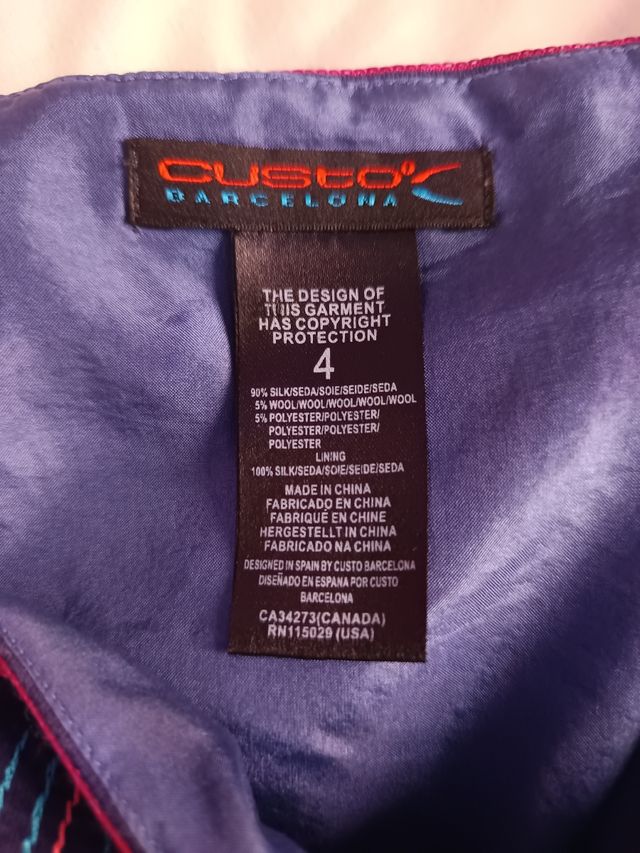 custo
BARCELONA
THE DESIGN OF
THIS GARMENT
HAS COPYRIGHT
PROTECTION
4
90% SILK/SEDA/SOIE/SEIDE/SEDA
5% WOOL/WOOL/WOOL/WOOL/WOOL
5% POLYESTER/POLYESTER/
POLYESTER/POLYESTER/
POLYESTER
LINING
100% SILK/SEDA/SOIE/SEIDE/SEDA
MADE IN CHINA
FABRICADO EN CHINA
FABRIQUÉ EN CHINE
HERGESTELLT IN CHINA
FABRICADO NA CHINA
DESIGNED IN SPAIN BY CUSTO BARCELONA
DISEÑADO EN ESPANA POR CUSTO
BARCELONA
CA34273(CANADA)
RN115029 (USA)